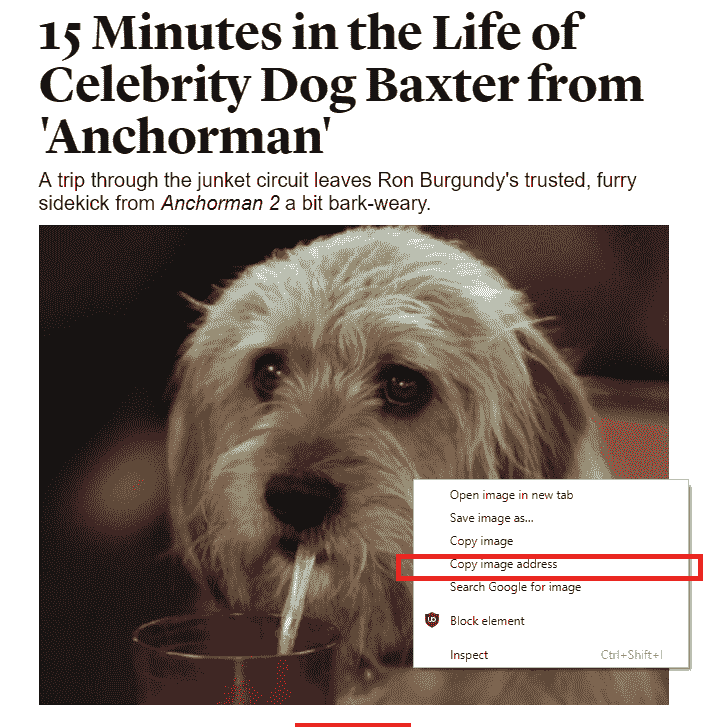 15 Minutes in the Life of
Celebrity Dog Baxter from
'Anchorman'
A trip through the junket circuit leaves Ron Burgundy's trusted, furry
sidekick from Anchorman 2 a bit bark-weary.
Open image in new tab
Save image as...
Copy image
Copy image address
Search Google for image
Block element
Inspect Ctrl+Shift+I